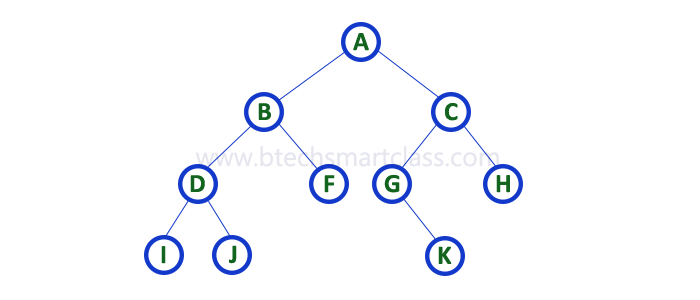 A
B C
www.btechsmartclass.com
D F G H
I J K